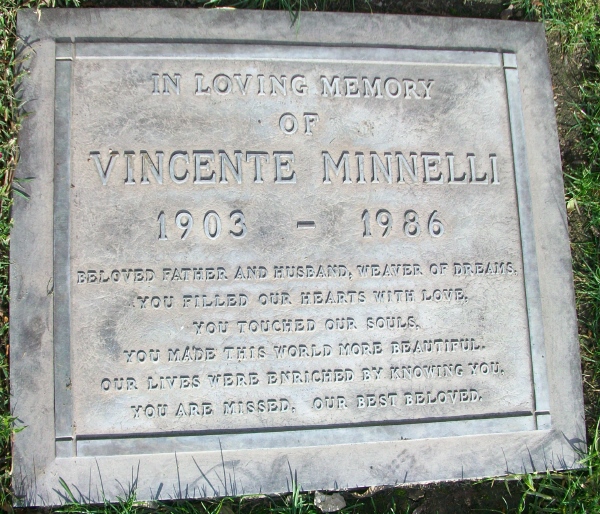 IN LOVING MEMORY
OF
VINCENTE MINNELLI
1903 - 1986
BELOVED FATHER AND HUSBAND, WEAVER OF DREAMS.
YOU FILLED OUR HEARTS WITH LOVE.
YOU TOUCHED OUR SOULS.
YOU MADE THIS WORLD MORE BEAUTIFUL.
OUR LIVES WERE ENRICHED BY KNOWING YOU.
YOU ARE MISSED. OUR BEST BELOVED.